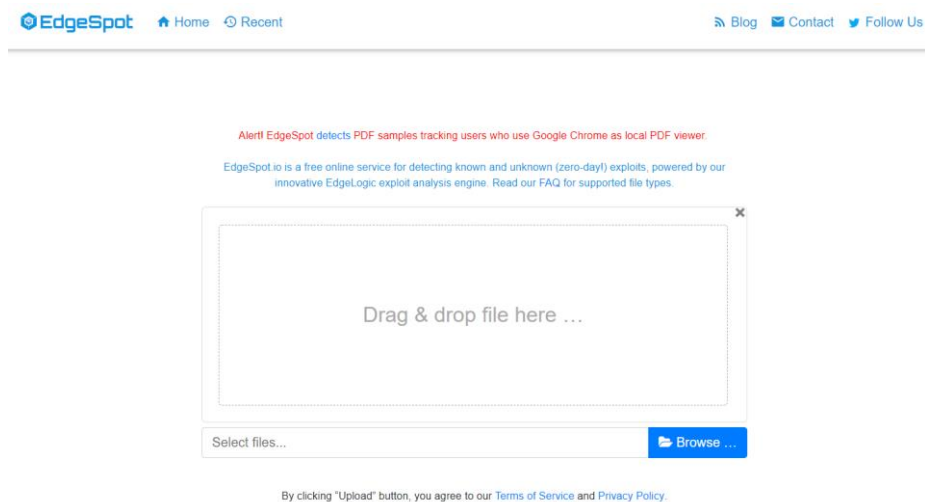 EdgeSpot Home Recent Blog Contact Follow Us
Alert! EdgeSpot detects PDF samples tracking users who use Google Chrome as local PDF viewer.
EdgeSpot.io is a free online service for detecting known and unknown (zero-day!) exploits, powered by our
innovative EdgeLogic exploit analysis engine. Read our FAQ for supported file types.
Drag & drop file here …
Select files... Browse …
By clicking "Upload" button, you agree to our Terms of Service and Privacy Policy.